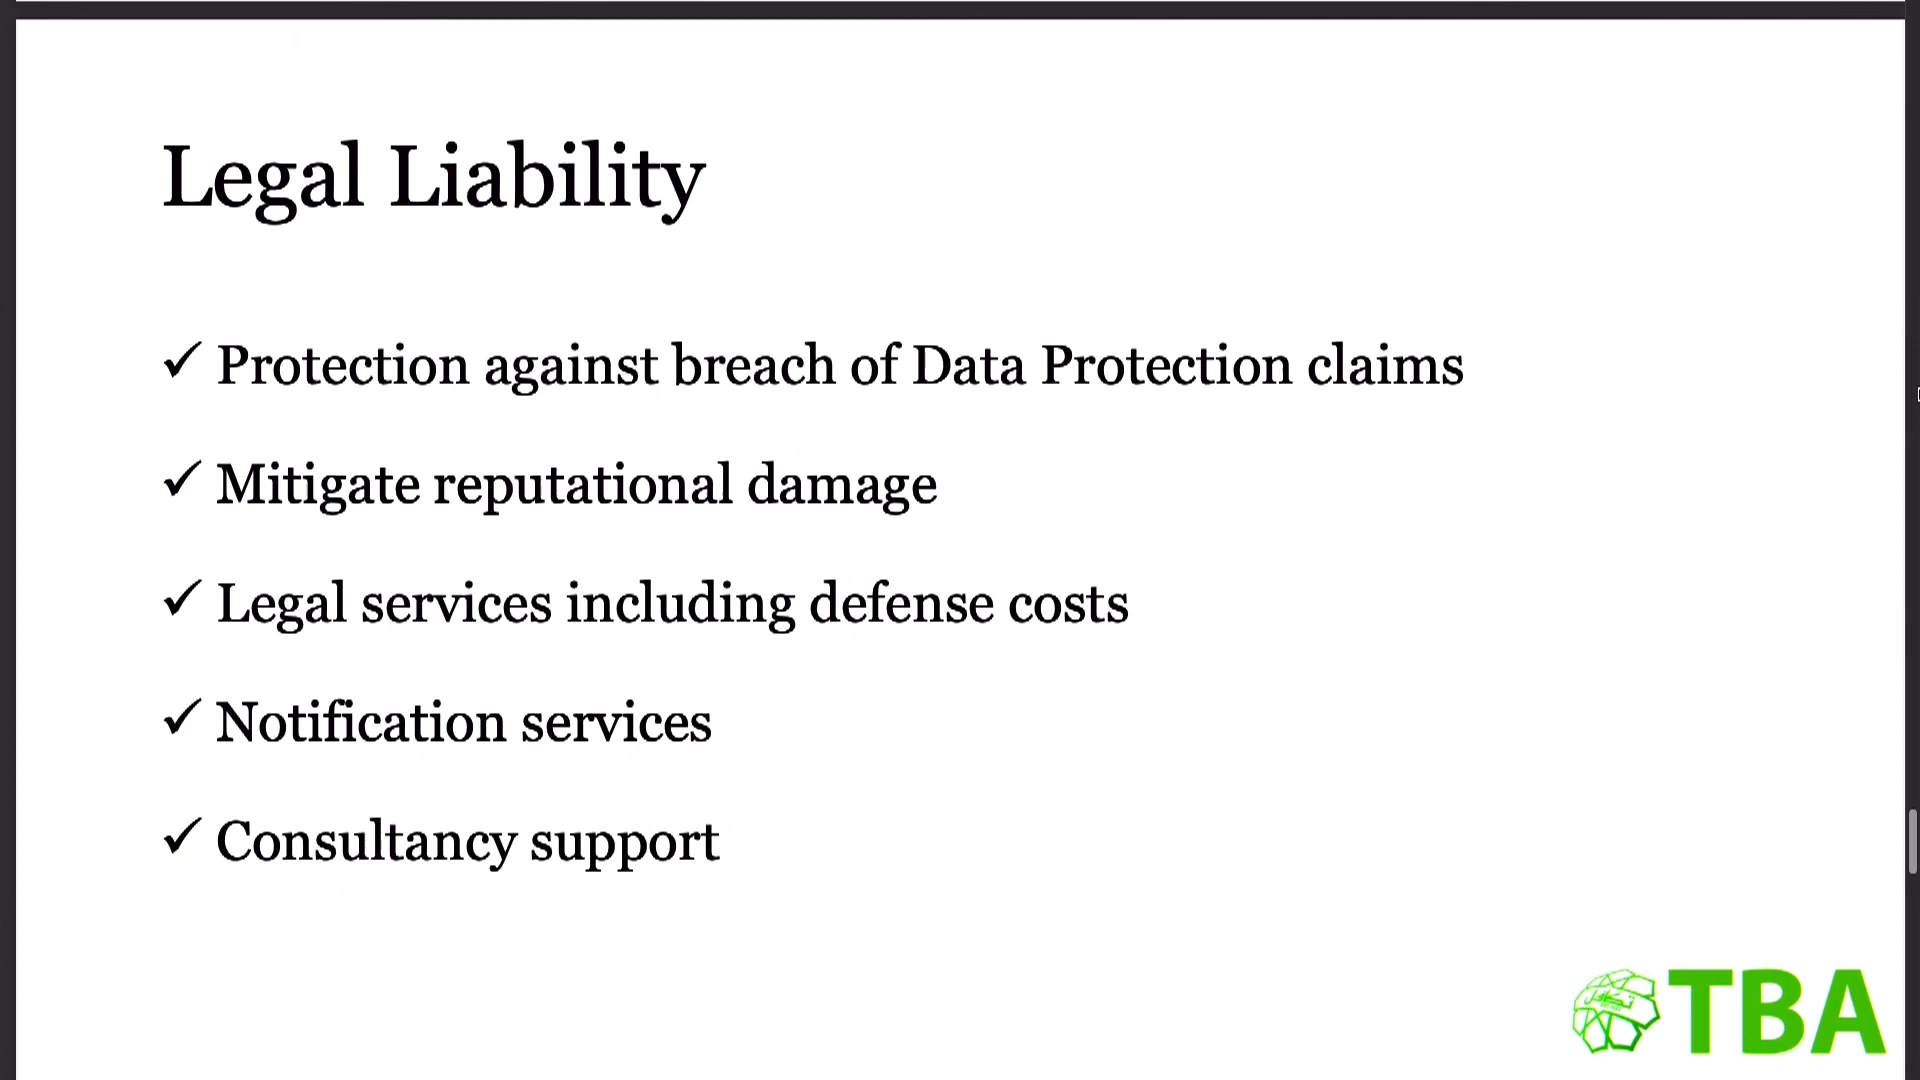 Legal Liability
✓ Protection against breach of Data Protection claims
✓ Mitigate reputational damage
✓ Legal services including defense costs
✓ Notification services
✓ Consultancy support
TBA